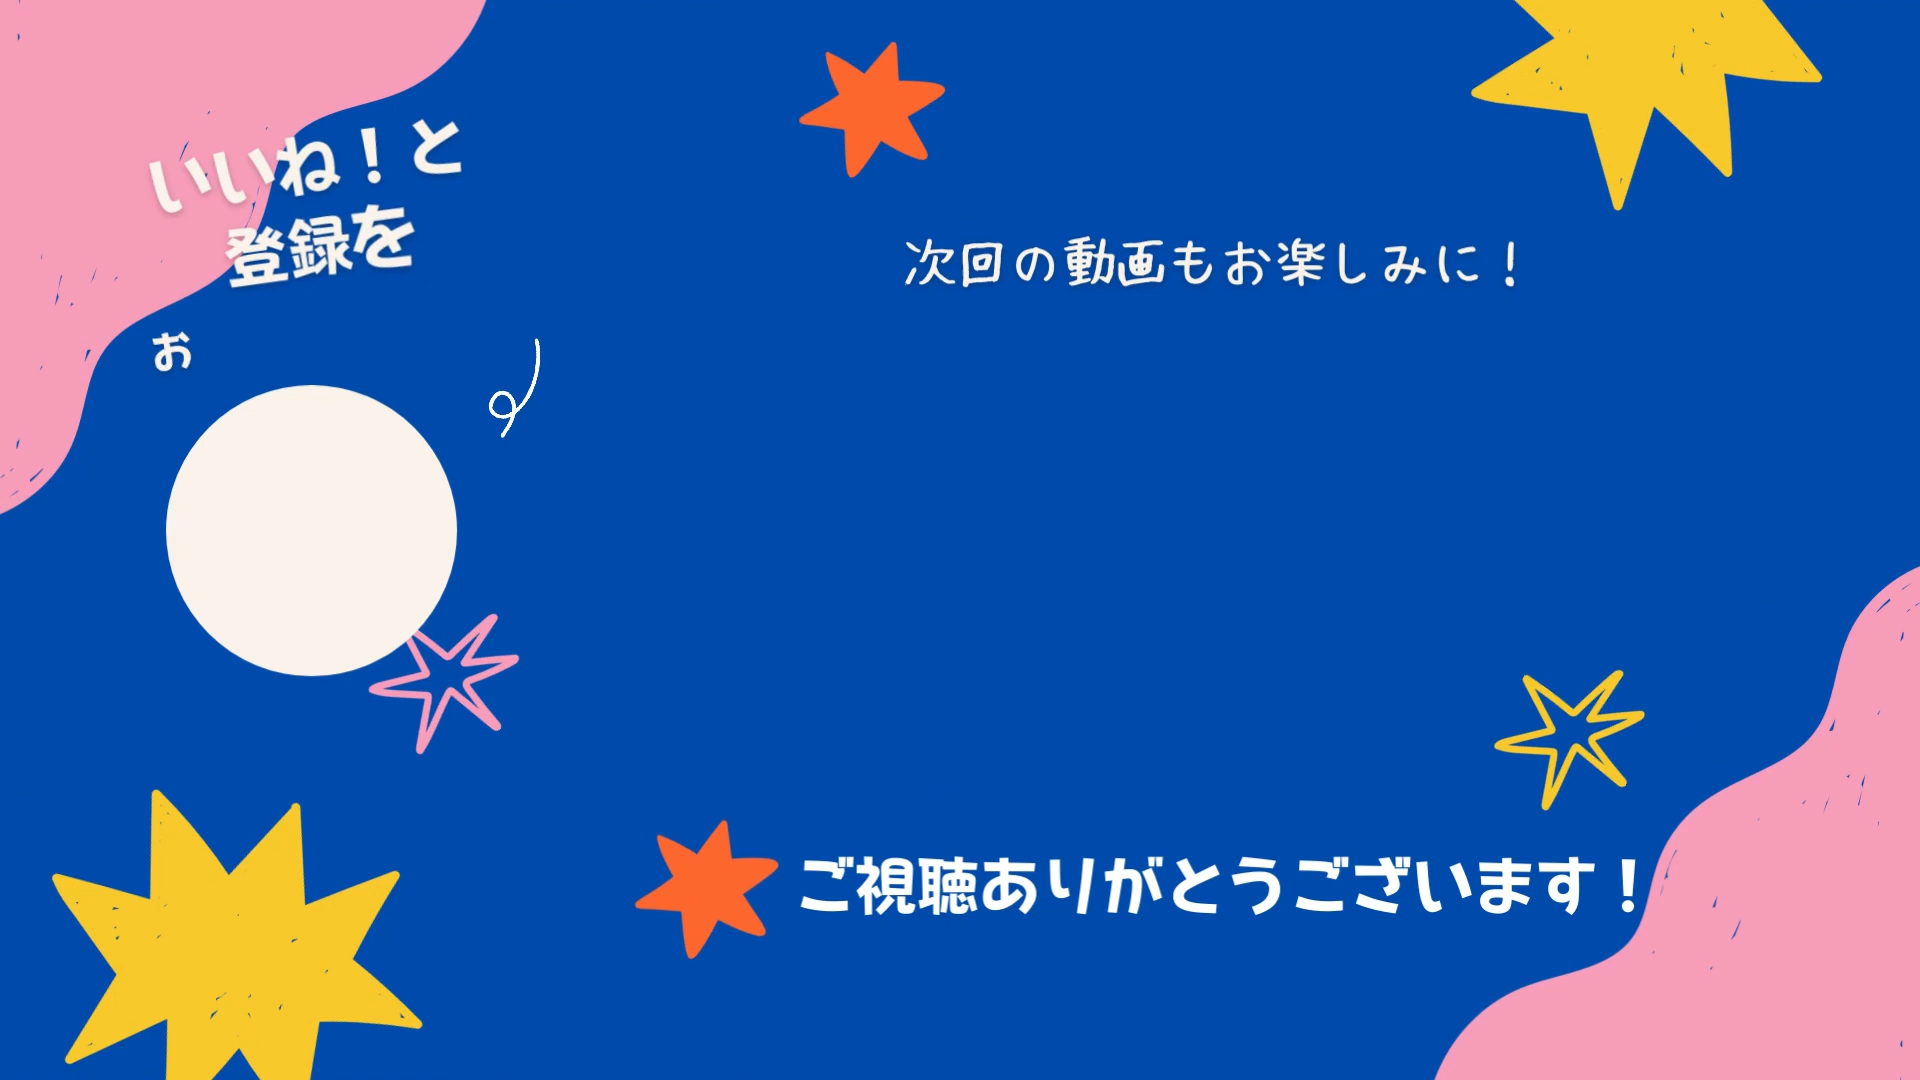 いいね！と
登録を
お
次回の動画もお楽しみに！
ご視聴ありがとうございます！